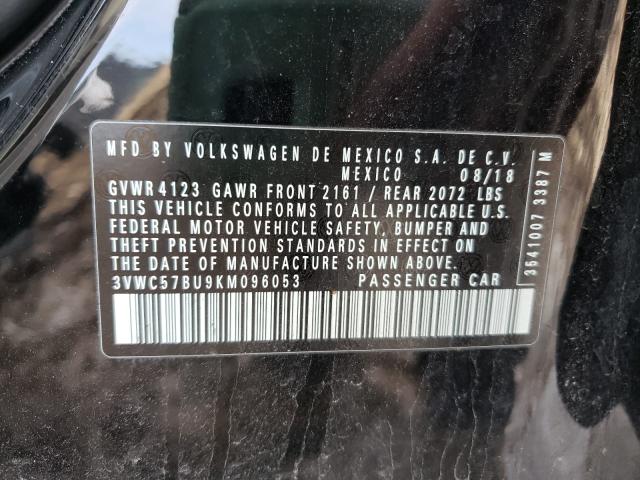 MFD BY VOLKSWAGEN DE MEXICO S.A. DE C.V.
MEXICO 08/18
GVWR 4123 GAWR FRONT 2161 / REAR 2072 LBS
THIS VEHICLE CONFORMS TO ALL APPLICABLE U.S.
FEDERAL MOTOR VEHICLE SAFETY, BUMPER AND
THEFT PREVENTION STANDARDS IN EFFECT ON
THE DATE OF MANUFACTURE SHOWN ABOVE.
3VWC57BU9KM096053 PASSENGER CAR
3541007 3387 M